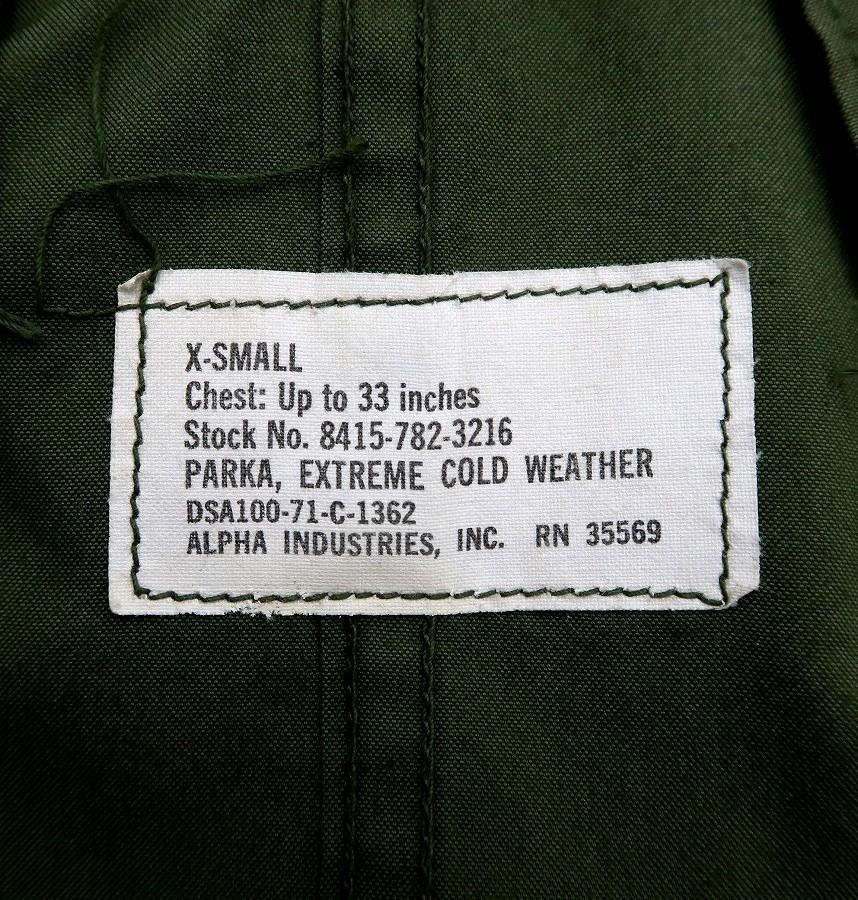 X-SMALL
Chest: Up to 33 inches
Stock No. 8415-782-3216
PARKA, EXTREME COLD WEATHER
DSA100-71-C-1362
ALPHA INDUSTRIES, INC. RN 35569